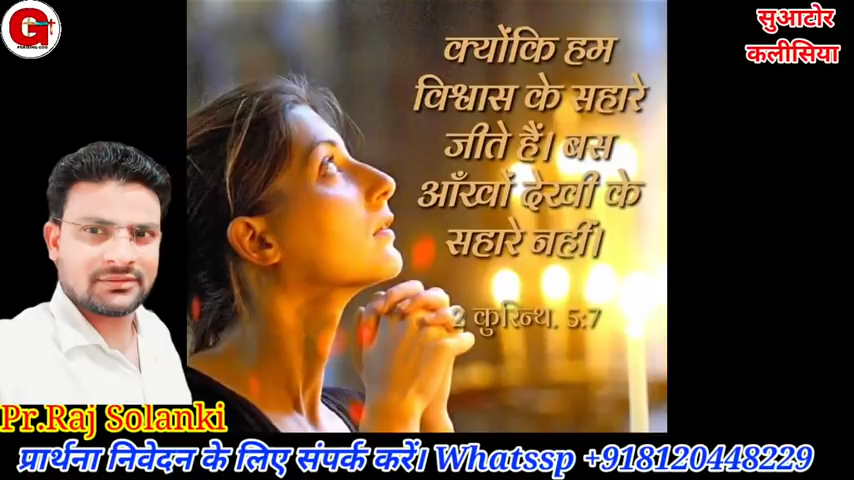 सुआटोर
कलीसिया
क्योंकि हम
विश्वास के सहारे
जीते हैं। बस
आँखों देखी के
सहारे नहीं।
2 कुरिन्थ. 5:7
Pr.Raj Solanki
प्रार्थना निवेदन के लिए संपर्क करें। Whatssp +918120448229